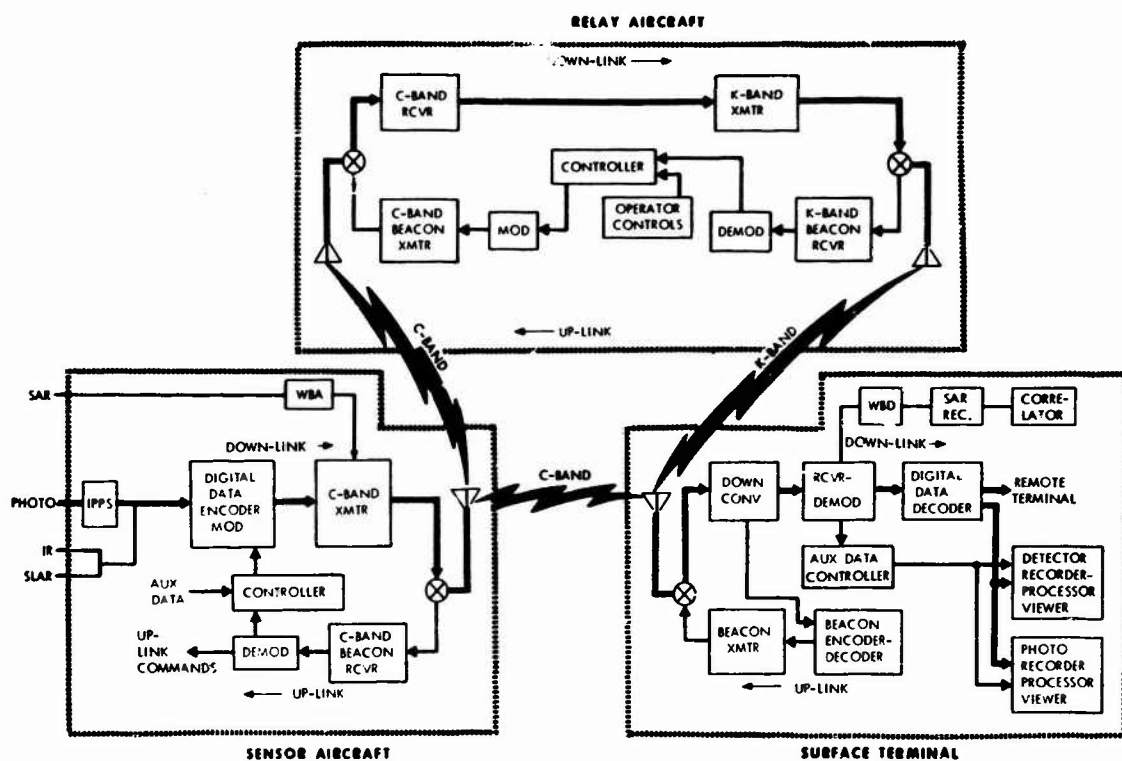 RELAY AIRCRAFT
DOWN-LINK
C-BAND
RCVR
K-BAND
XMTR
CONTROLLER
OPERATOR
CONTROLS
C-BAND
BEACON
XMTR
MOD
DEMOD
K-BAND
BEACON
RCVR
UP-LINK
C-BAND
K-BAND
C-BAND
SAR
WBA
DOWN-LINK
PHOTO
IPPS
DIGITAL
DATA
ENCODER
MOD
C-BAND
XMTR
IR
SLAR
AUX
DATA
CONTROLLER
UP-
LINK
COMMANDS
DEMOD
C-BAND
BEACON
RCVR
UP-LINK
SENSOR AIRCRAFT
WBD
SAR
REC.
CORRE-
LATOR
DOWN-LINK
DOWN
CONV
RCVR-
DEMOD
DIGITAL
DATA
DECODER
REMOTE
TERMINAL
AUX DATA
CONTROLLER
DETECTOR
RECORDER-
PROCESSOR
VIEWER
BEACON
XMTR
BEACON
ENCODER-
DECODER
PHOTO
RECORDER
PROCESSOR
VIEWER
UP-LINK
SURFACE TERMINAL